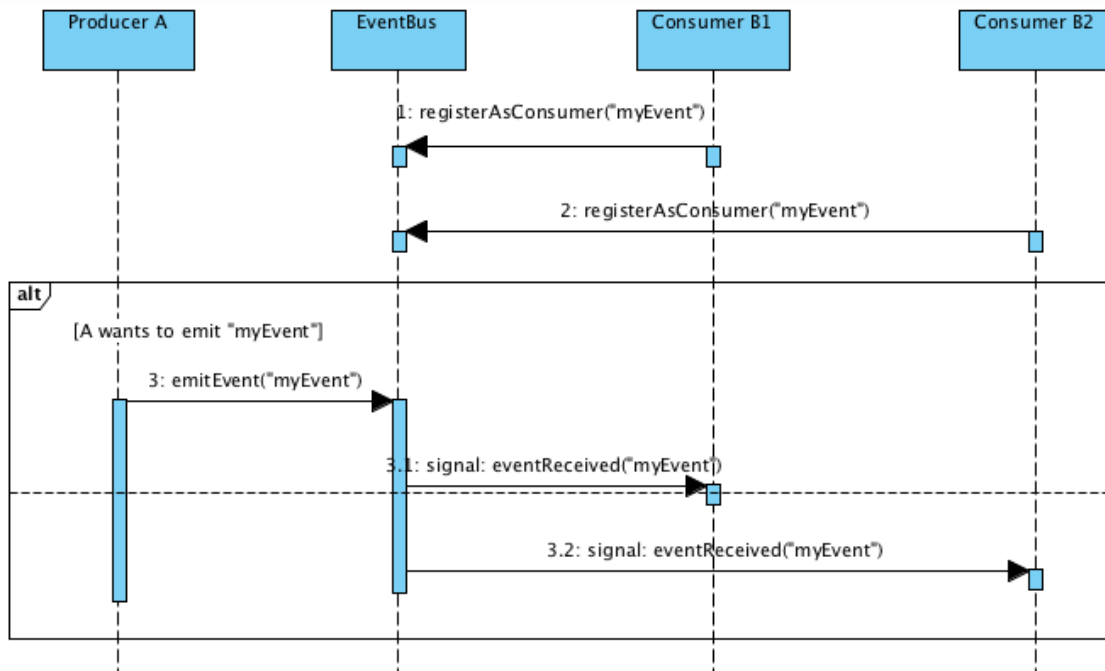 Producer A
EventBus
Consumer B1
Consumer B2
1: registerAsConsumer("myEvent")
2: registerAsConsumer("myEvent")
alt
[A wants to emit "myEvent"]
3: emitEvent("myEvent")
3.1: signal: eventReceived("myEvent")
3.2: signal: eventReceived("myEvent")